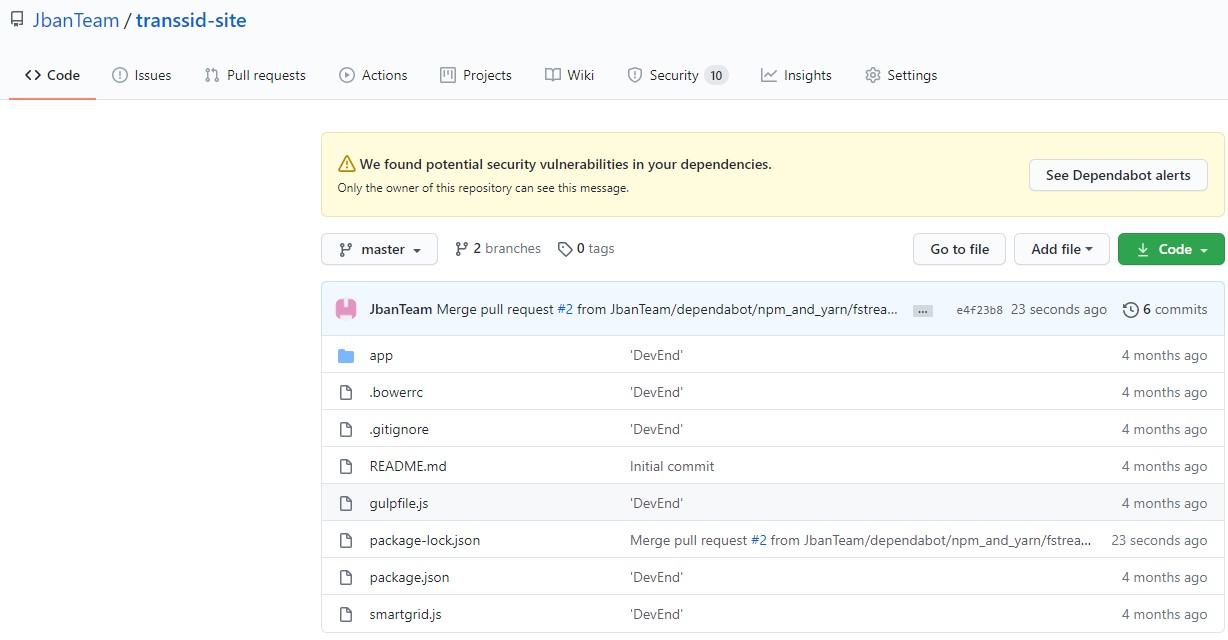 JbanTeam / transsid-site
Code Issues Pull requests Actions Projects Wiki Security 10 Insights Settings
We found potential security vulnerabilities in your dependencies.
Only the owner of this repository can see this message.
See Dependabot alerts
master 2 branches 0 tags Go to file Add file Code
JbanTeam Merge pull request #2 from JbanTeam/dependabot/npm_and_yarn/fstrea... ... e4f23b8 23 seconds ago 6 commits
app 'DevEnd' 4 months ago
.bowerrc 'DevEnd' 4 months ago
.gitignore 'DevEnd' 4 months ago
README.md Initial commit 4 months ago
gulpfile.js 'DevEnd' 4 months ago
package-lock.json Merge pull request #2 from JbanTeam/dependabot/npm_and_yarn/fstrea... 23 seconds ago
package.json 'DevEnd' 4 months ago
smartgrid.js 'DevEnd' 4 months ago